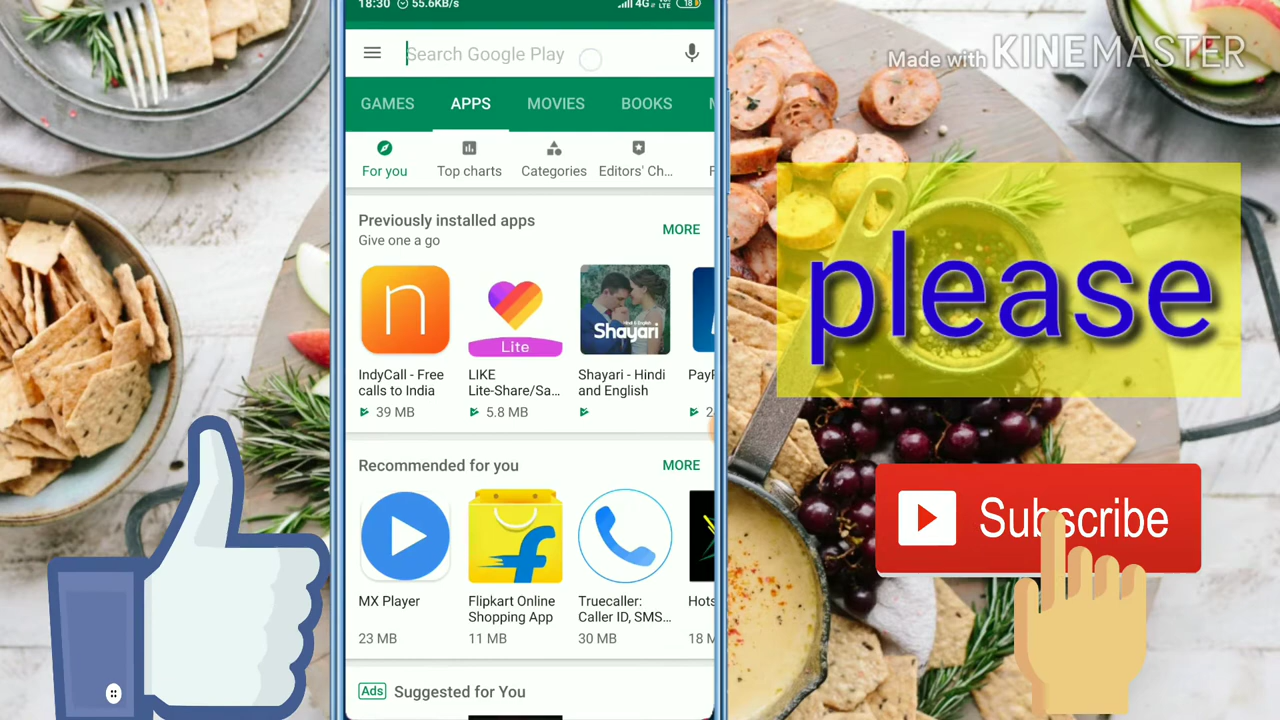 18:30 55.6KB/s 4G VoLTE 18
Search Google Play
Made with KINEMASTER
GAMES APPS MOVIES BOOKS
For you Top charts Categories Editors' Ch...
Previously installed apps
Give one a go
MORE
n
Lite
Hindi & English
Shayari
IndyCall - Free calls to India
39 MB
LIKE Lite-Share/Sa...
5.8 MB
Shayari - Hindi and English
please
Recommended for you
MORE
MX Player
23 MB
Flipkart Online Shopping App
11 MB
Truecaller: Caller ID, SMS...
30 MB
Subscribe
Ads Suggested for You